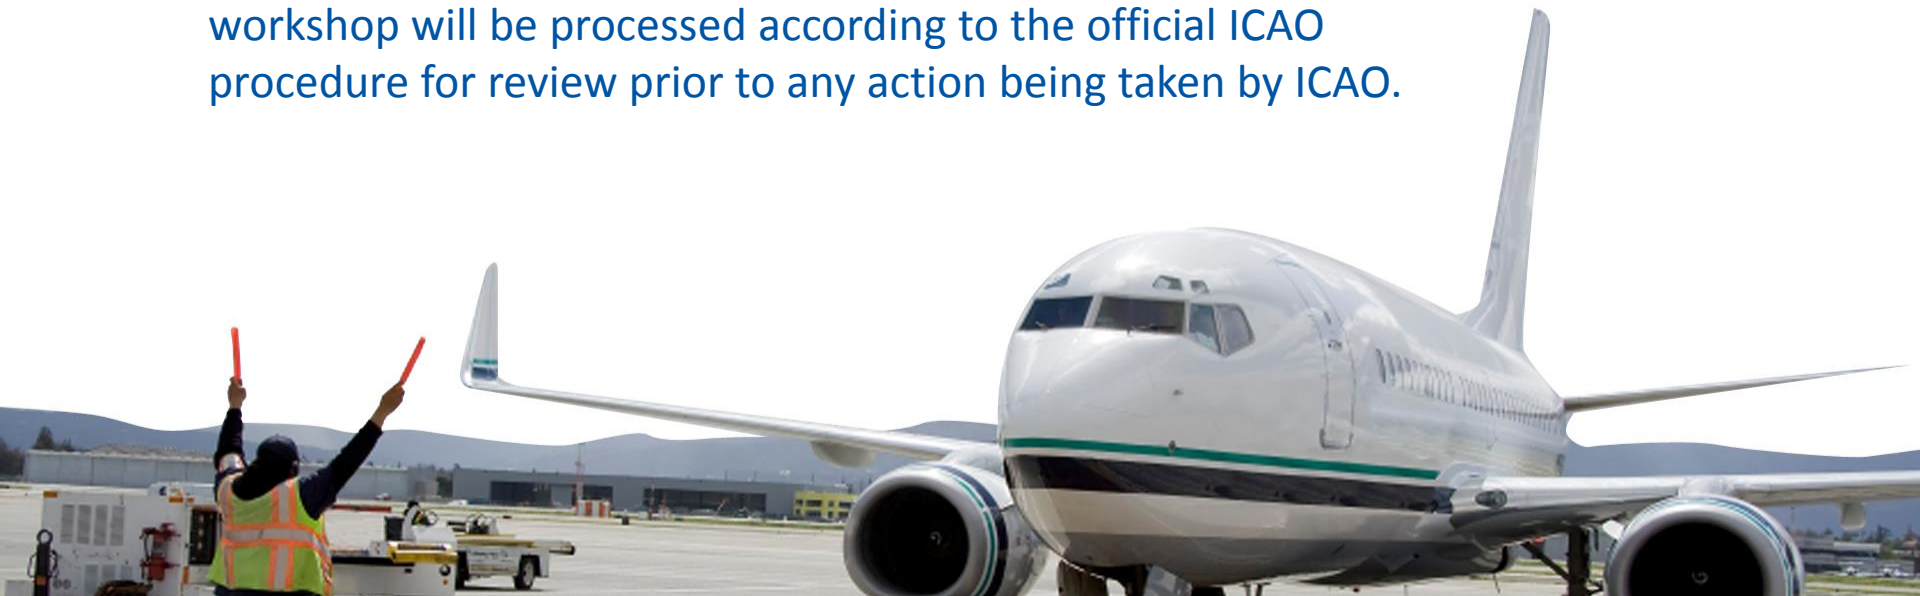 workshop will be processed according to the official ICAO
procedure for review prior to any action being taken by ICAO.